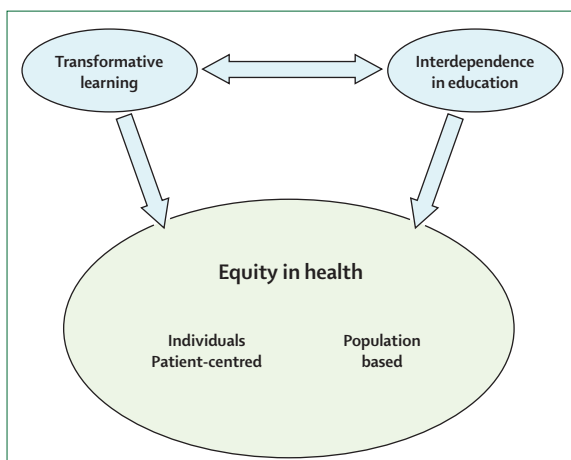 Transformative
learning
Interdependence
in education
Equity in health
Individuals
Patient-centred
Population
based